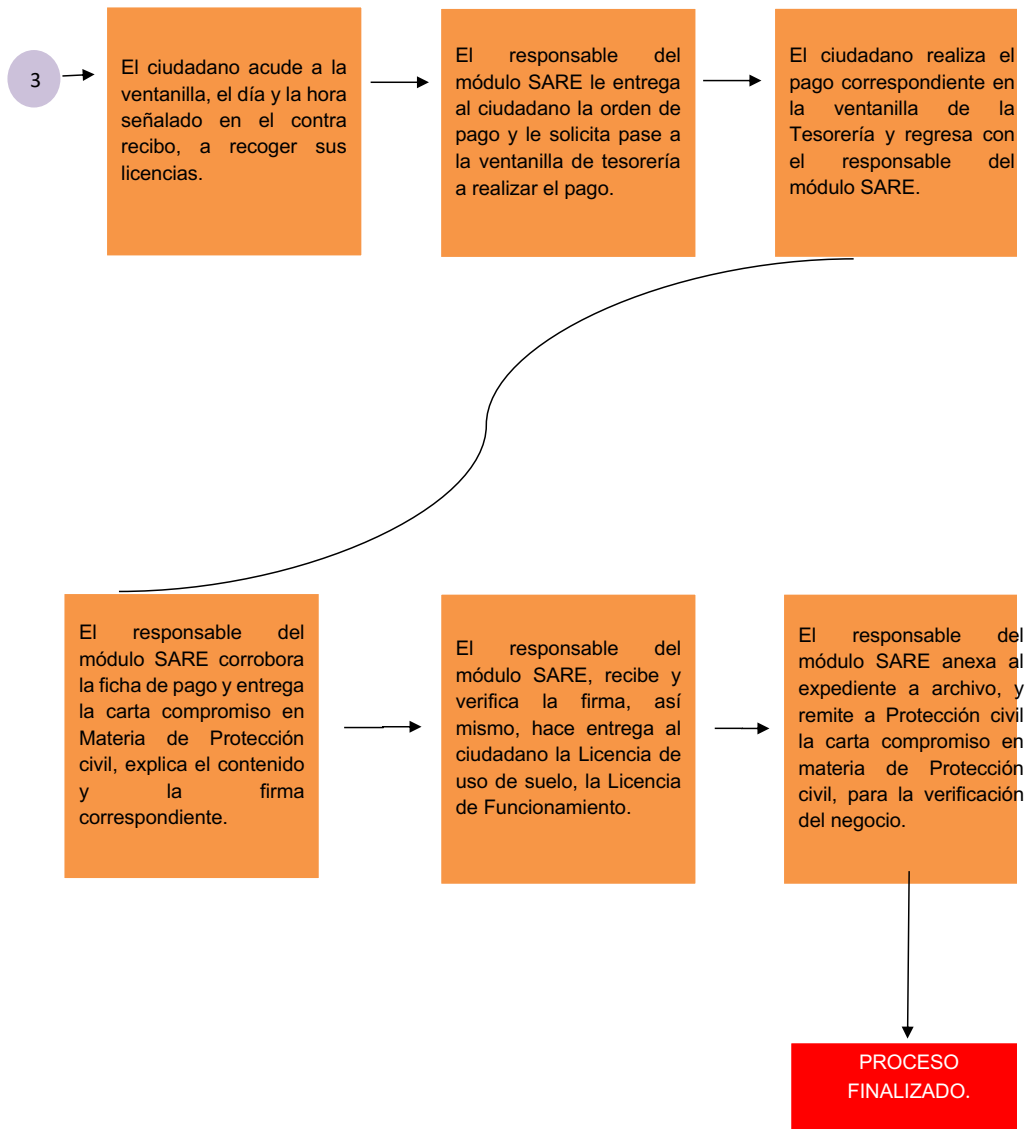 3
El ciudadano acude a la
ventanilla, el día y la hora
señalado en el contra
recibo, a recoger sus
licencias.
El responsable del
módulo SARE le entrega
al ciudadano la orden de
pago y le solicita pase a
la ventanilla de tesorería
a realizar el pago.
El ciudadano realiza el
pago correspondiente en
la ventanilla de la
Tesorería y regresa con
el responsable del
módulo SARE.
El responsable del
módulo SARE corrobora
la ficha de pago y entrega
la carta compromiso en
Materia de Protección
civil, explica el contenido
y la firma
correspondiente.
El responsable del
módulo SARE, recibe y
verifica la firma, así
mismo, hace entrega al
ciudadano la Licencia de
uso de suelo, la Licencia
de Funcionamiento.
El responsable del
módulo SARE anexa al
expediente a archivo, y
remite a Protección civil
la carta compromiso en
materia de Protección
civil, para la verificación
del negocio.
PROCESO
FINALIZADO.